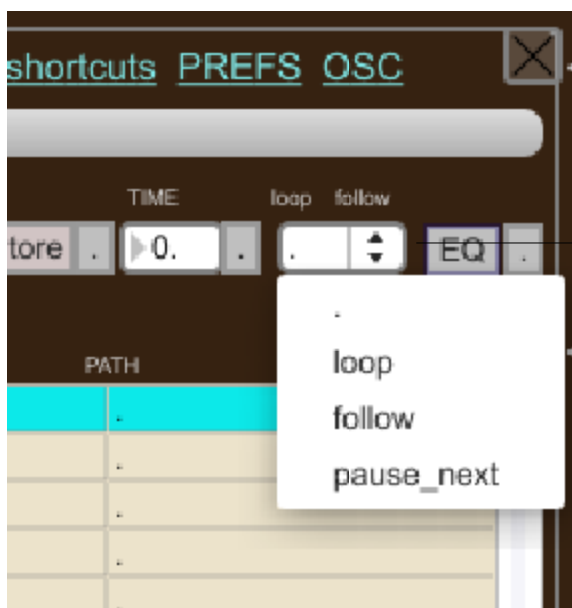 shortcuts PREFS OSC
TIME loop follow
tore . 0. . . EQ .
.
PATH
loop
.
follow
.
pause_next
.
.
.